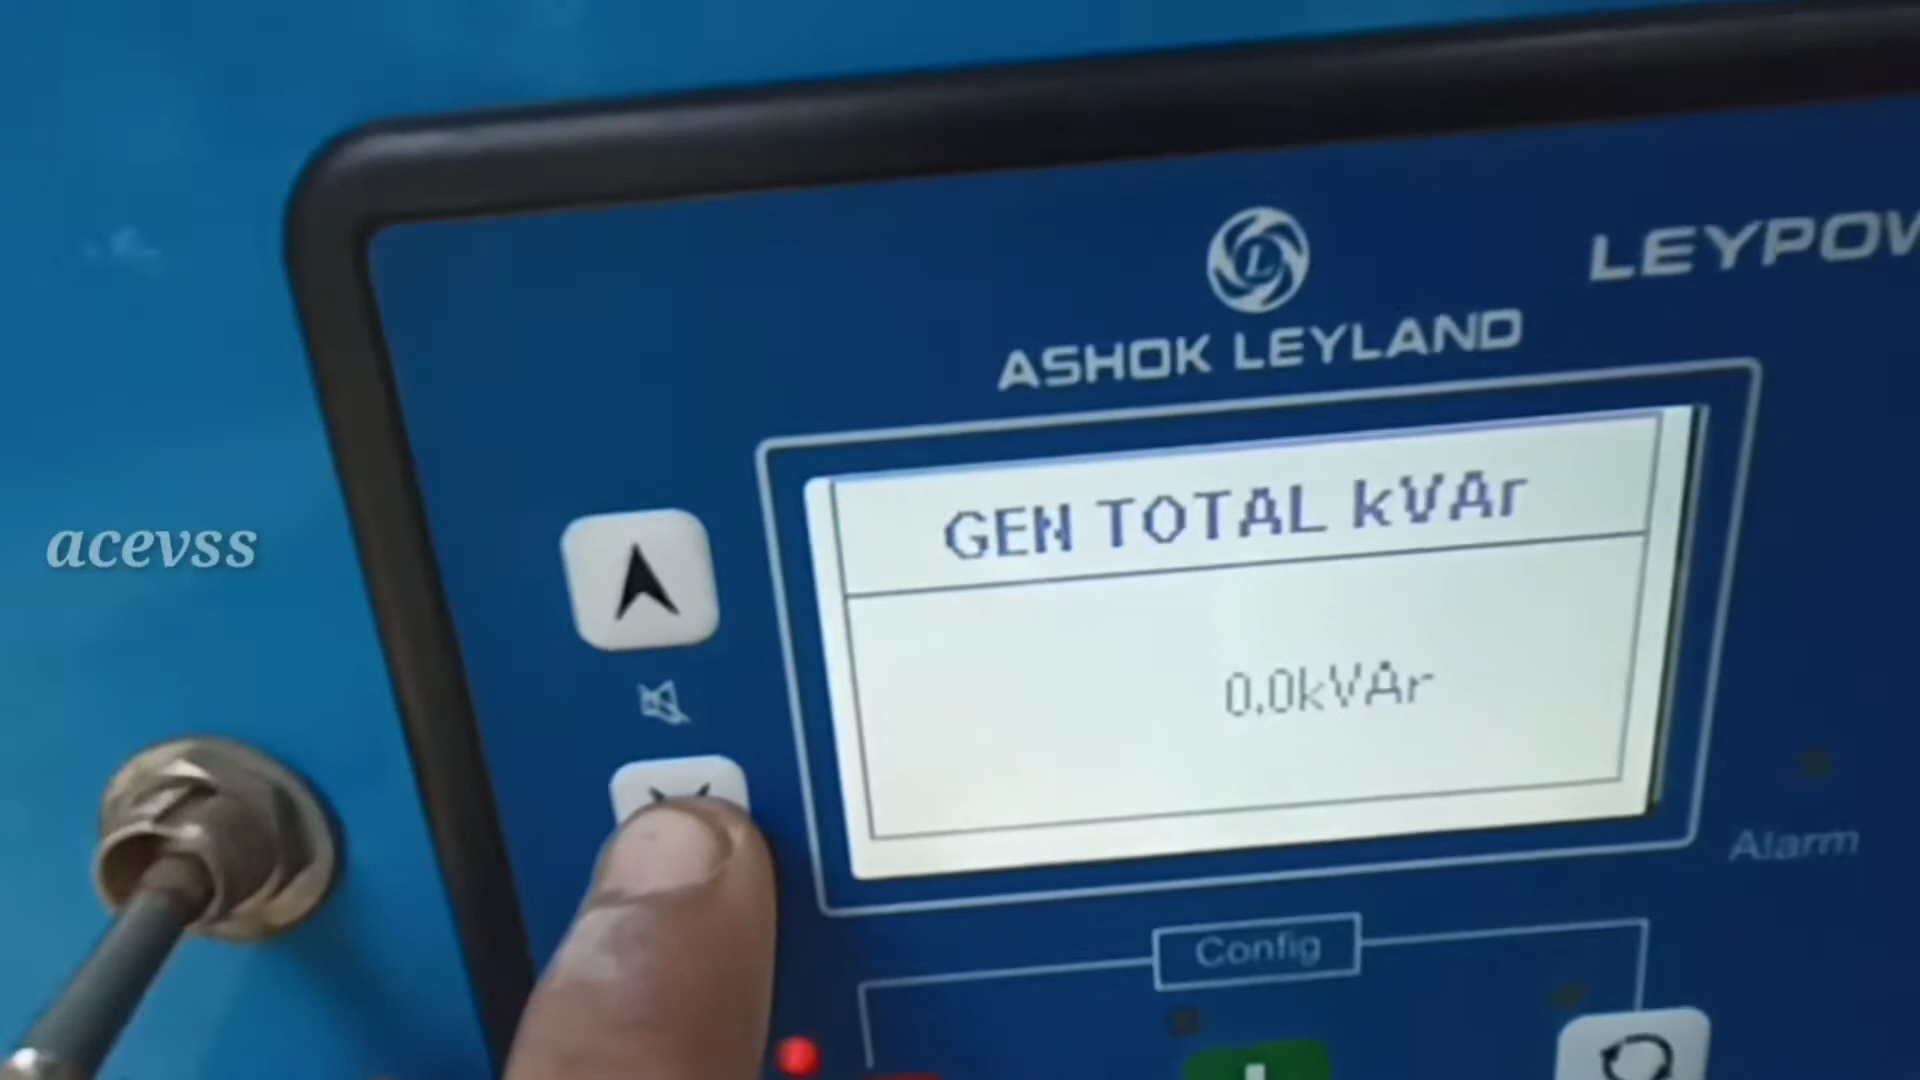 LEYPOW
ASHOK LEYLAND
GEN TOTAL kVAr
acevss
0.0kVAr
Alarm
Config